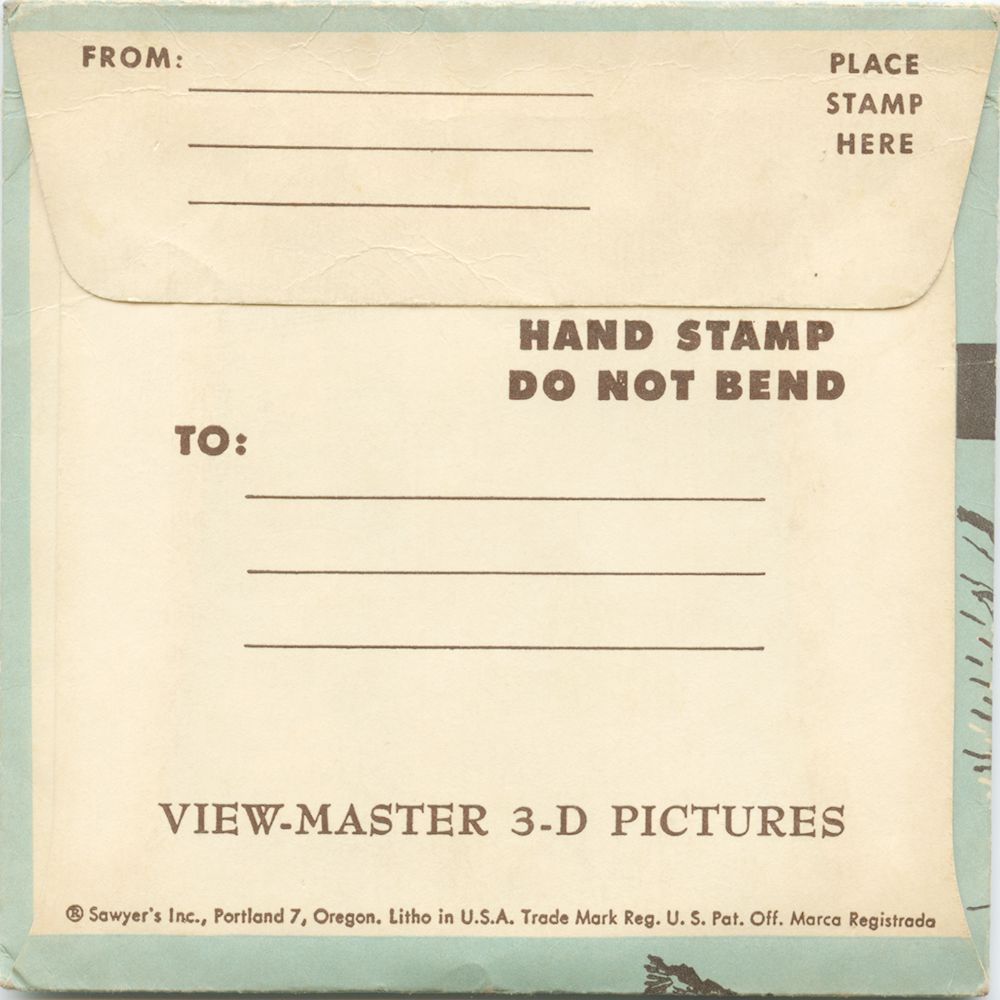 FROM:
PLACE
STAMP
HERE
HAND STAMP
DO NOT BEND
TO:
VIEW-MASTER 3-D PICTURES
® Sawyer's Inc., Portland 7, Oregon. Litho in U.S.A. Trade Mark Reg. U. S. Pat. Off. Marca Registrada